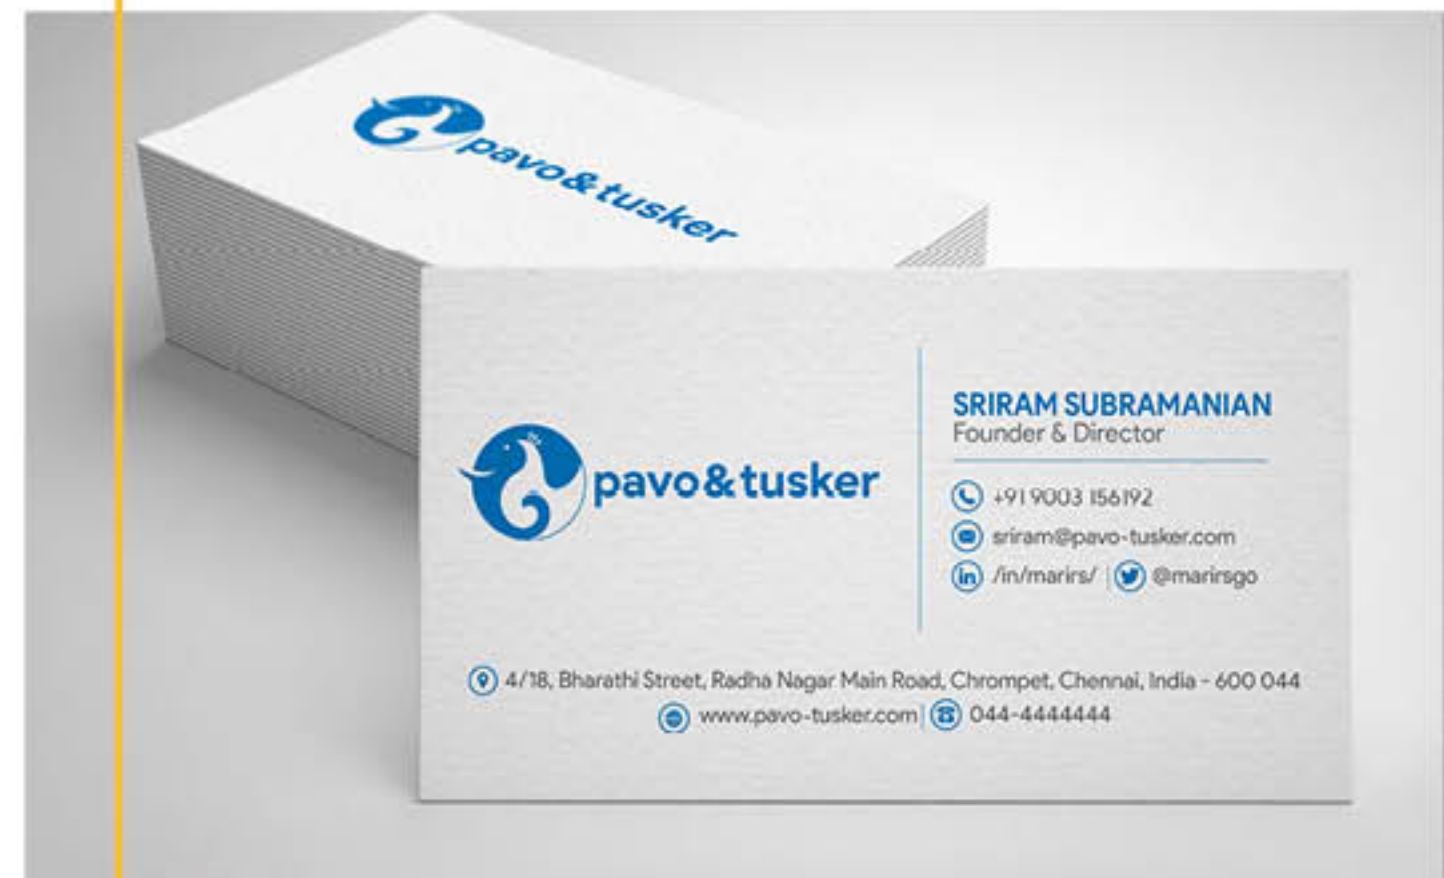 pavo&tusker
pavo&tusker
SRIRAM SUBRAMANIAN
Founder & Director
+91 9003 156192
sriram@pavo-tusker.com
in /in/marirs/ | @marirsgo
4/18, Bharathi Street, Radha Nagar Main Road, Chrompet, Chennai, India - 600 044
www.pavo-tusker.com | 044-4444444